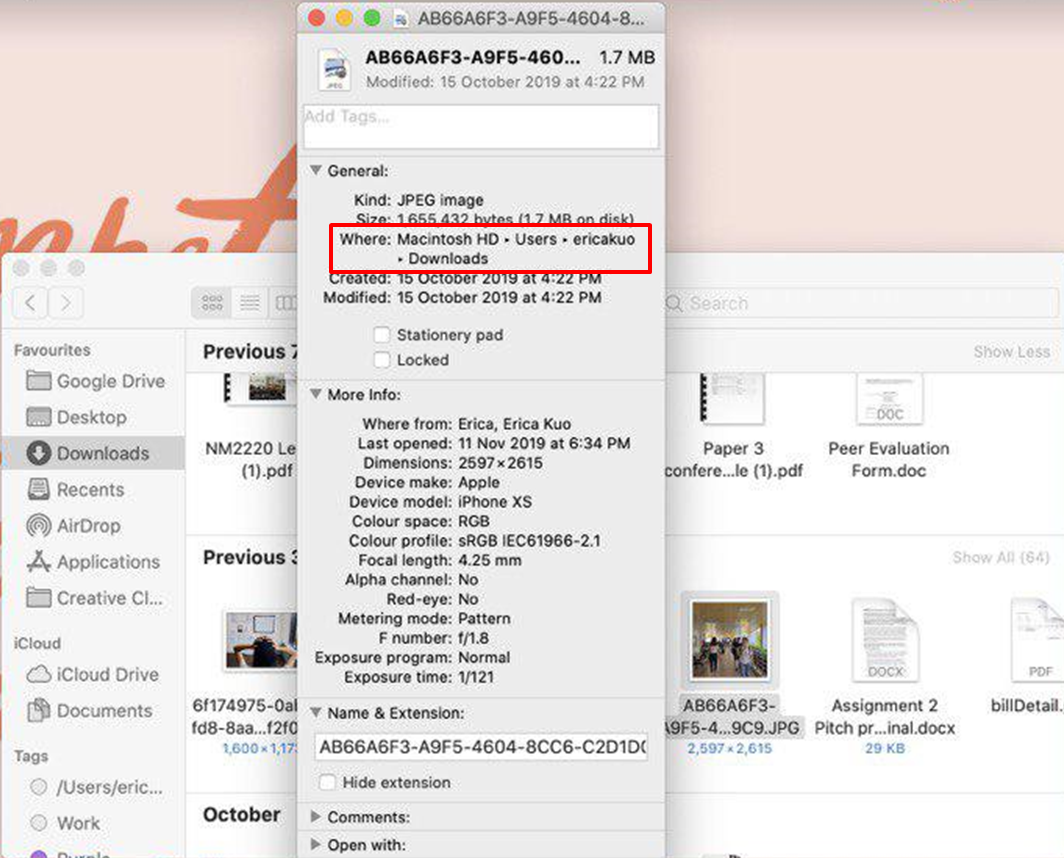 AB66A6F3-A9F5-4604-8...
AB66A6F3-A9F5-460... 1.7 MB
Modified: 15 October 2019 at 4:22 PM
Add Tags...
General:
Kind: JPEG image
Size: 1,655,432 bytes (1.7 MB on disk)
Where: Macintosh HD ▸ Users ▸ ericakuo
▸ Downloads
Created: 15 October 2019 at 4:22 PM
Modified: 15 October 2019 at 4:22 PM
Stationery pad
Locked
More Info:
Where from: Erica, Erica Kuo
Last opened: 11 Nov 2019 at 6:34 PM
Dimensions: 2597×2615
Device make: Apple
Device model: iPhone XS
Colour space: RGB
Colour profile: sRGB IEC61966-2.1
Focal length: 4.25 mm
Alpha channel: No
Red-eye: No
Metering mode: Pattern
F number: f/1.8
Exposure program: Normal
Exposure time: 1/121
Name & Extension:
AB66A6F3-A9F5-4604-8CC6-C2D1D
Hide extension
Comments:
Open with:
Search
Favourites
Google Drive
Desktop
Downloads
Recents
AirDrop
Applications
Creative Cl...
iCloud
iCloud Drive
Documents
Tags
/Users/eric...
Work
Purple
Previous 7
Show Less
NM2220 Le
(1).pdf
Paper 3
confere...le (1).pdf
DOC
Peer Evaluation
Form.doc
Previous 3
Show All (64)
6f174975-0a
fd8-8aa...f2f0
1,600×1,17
JPEG
AB66A6F3-
A9F5-4...9C9.JPG
2,597×2,615
DOCX
Assignment 2
Pitch pr...inal.docx
29 KB
PDF
billDetail.
October